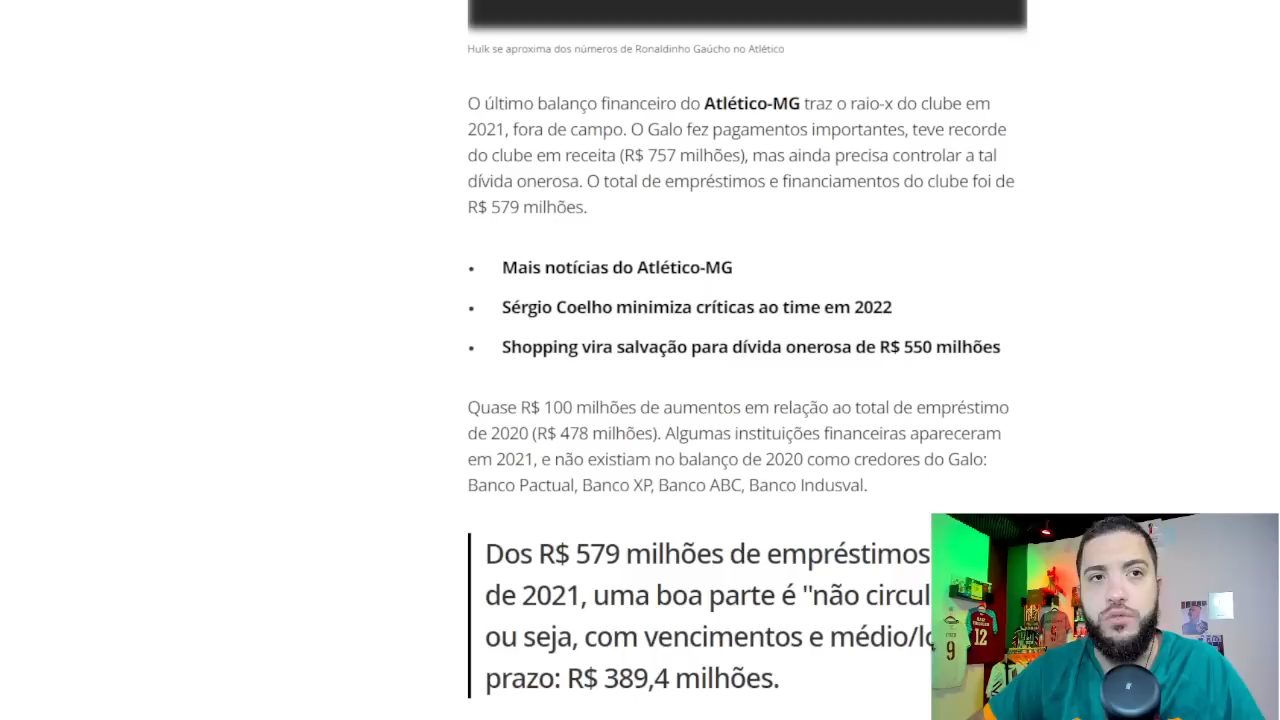 Hulk se aproxima dos números de Ronaldinho Gaúcho no Atlético
O último balanço financeiro do Atlético-MG traz o raio-x do clube em
2021, fora de campo. O Galo fez pagamentos importantes, teve recorde
do clube em receita (R$ 757 milhões), mas ainda precisa controlar a tal
dívida onerosa. O total de empréstimos e financiamentos do clube foi de
R$ 579 milhões.
• Mais notícias do Atlético-MG
• Sérgio Coelho minimiza críticas ao time em 2022
• Shopping vira salvação para dívida onerosa de R$ 550 milhões
Quase R$ 100 milhões de aumentos em relação ao total de empréstimo
de 2020 (R$ 478 milhões). Algumas instituições financeiras apareceram
em 2021, e não existiam no balanço de 2020 como credores do Galo:
Banco Pactual, Banco XP, Banco ABC, Banco Indusval.
Dos R$ 579 milhões de empréstimos
de 2021, uma boa parte é "não circul
ou seja, com vencimentos e médio/lo
prazo: R$ 389,4 milhões.
9
12